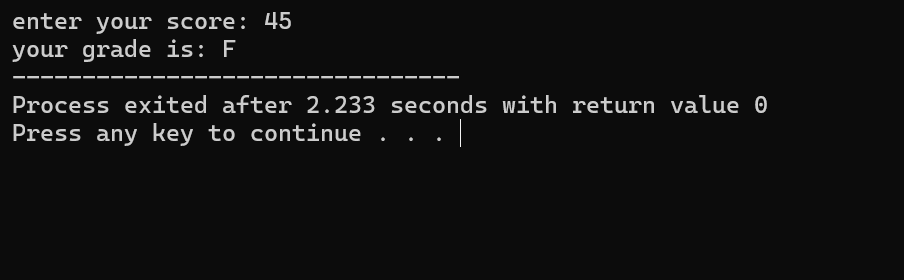 enter your score: 45
your grade is: F
--------------------------------
Process exited after 2.233 seconds with return value 0
Press any key to continue . . .